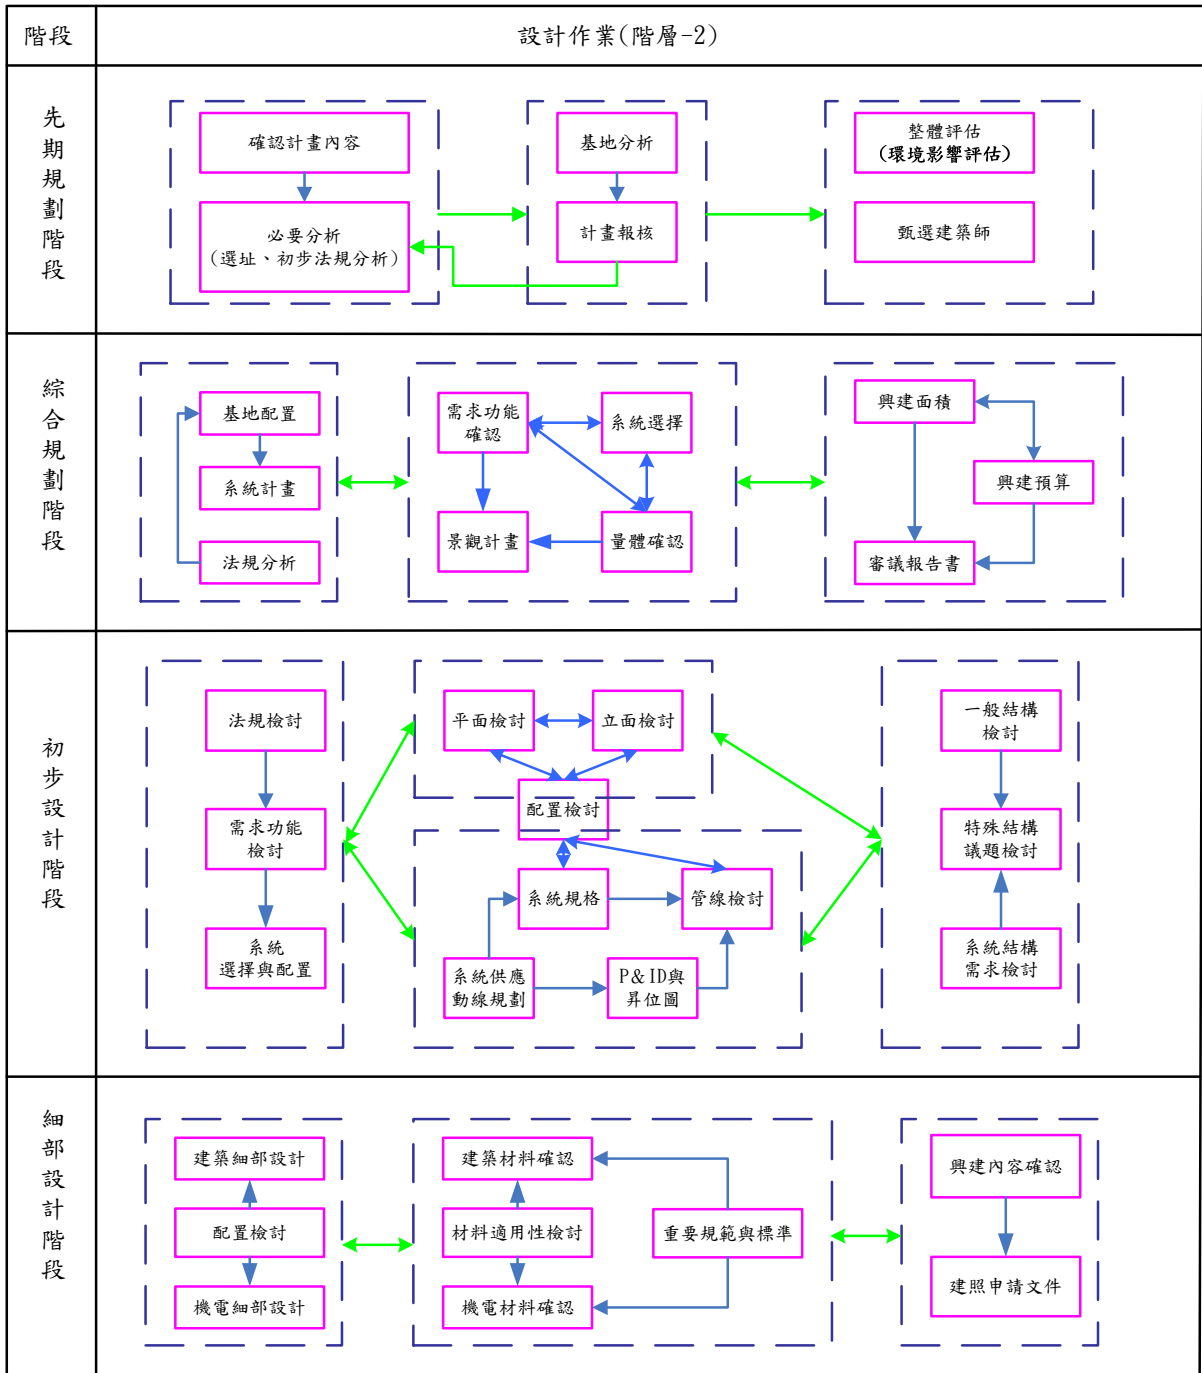 階段
設計作業(階層-2)
先期規劃階段
確認計畫內容
必要分析
(選址、初步法規分析)
基地分析
計畫報核
整體評估
(環境影響評估)
甄選建築師
綜合規劃階段
基地配置
系統計畫
法規分析
需求功能
確認
系統選擇
景觀計畫
量體確認
興建面積
興建預算
審議報告書
初步設計階段
法規檢討
需求功能
檢討
系統
選擇與配置
平面檢討
立面檢討
配置檢討
系統規格
管線檢討
系統供應
動線規劃
P&ID與
昇位圖
一般結構
檢討
特殊結構
議題檢討
系統結構
需求檢討
細部設計階段
建築細部設計
配置檢討
機電細部設計
建築材料確認
材料適用性檢討
機電材料確認
重要規範與標準
興建內容確認
建照申請文件